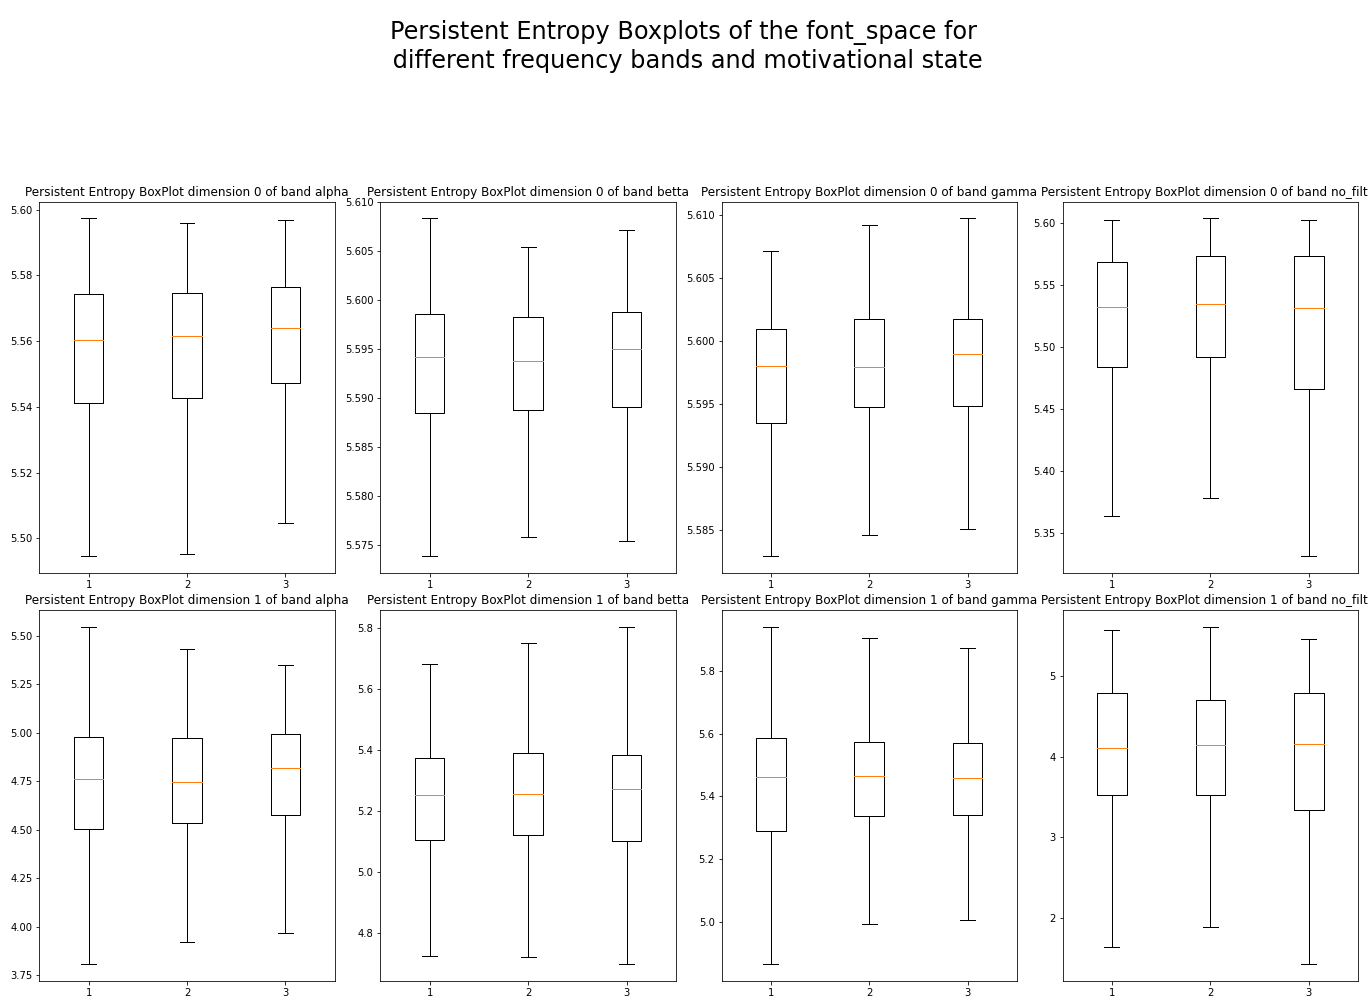 Persistent Entropy Boxplots of the font_space for
different frequency bands and motivational state
Persistent Entropy BoxPlot dimension 0 of band alpha
5.60
5.58
5.56
5.54
5.52
5.50
1 2 3
Persistent Entropy BoxPlot dimension 0 of band betta
5.610
5.605
5.600
5.595
5.590
5.585
5.580
5.575
1 2 3
Persistent Entropy BoxPlot dimension 0 of band gamma
5.610
5.605
5.600
5.595
5.590
5.585
1 2 3
Persistent Entropy BoxPlot dimension 0 of band no_filt
5.60
5.55
5.50
5.45
5.40
5.35
1 2 3
Persistent Entropy BoxPlot dimension 1 of band alpha
5.50
5.25
5.00
4.75
4.50
4.25
4.00
3.75
1 2 3
Persistent Entropy BoxPlot dimension 1 of band betta
5.8
5.6
5.4
5.2
5.0
4.8
1 2 3
Persistent Entropy BoxPlot dimension 1 of band gamma
5.8
5.6
5.4
5.2
5.0
1 2 3
Persistent Entropy BoxPlot dimension 1 of band no_filt
5
4
3
2
1 2 3